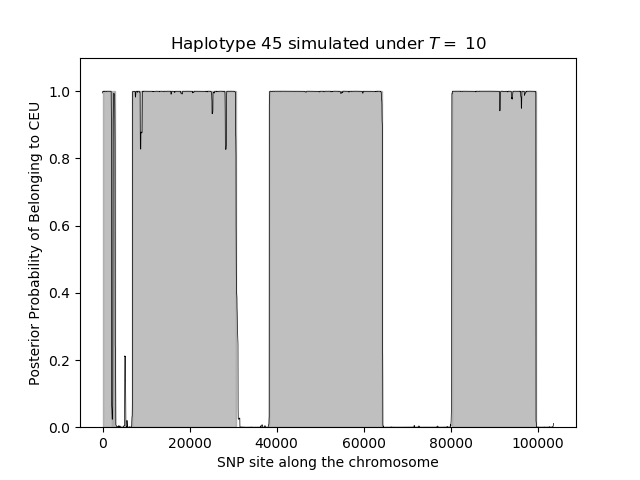 Haplotype 45 simulated under T = 10
Posterior Probability of Belonging to CEU
1.0
0.8
0.6
0.4
0.2
0.0
0 20000 40000 60000 80000 100000
SNP site along the chromosome